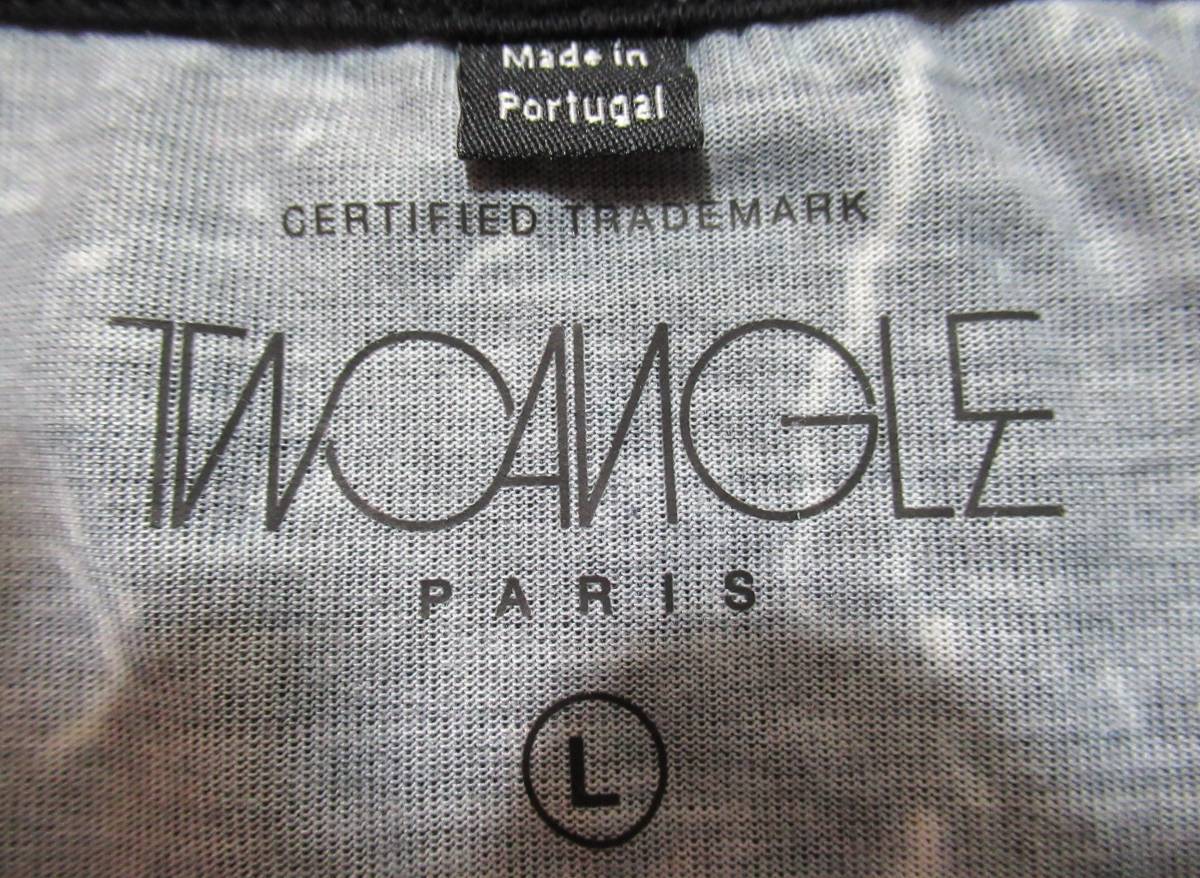 Made in
Portugal
CERTIFIED TRADEMARK
TWOANGLE
PARIS
L